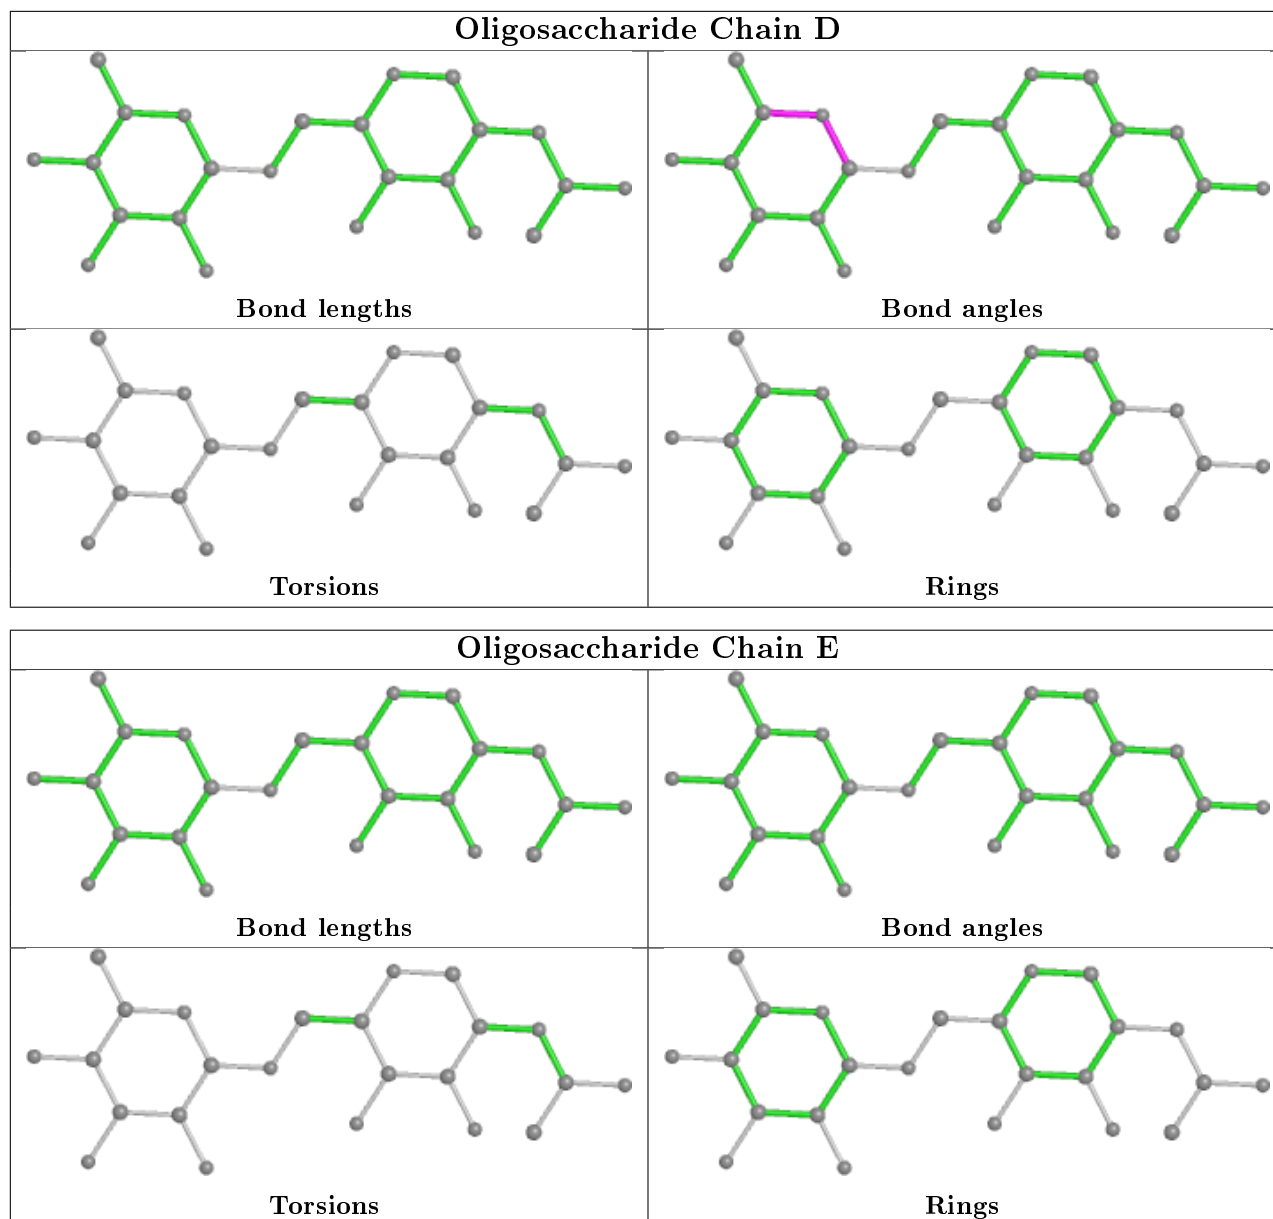 Oligosaccharide Chain D
Bond lengths
Bond angles
Torsions
Rings
Oligosaccharide Chain E
Bond lengths
Bond angles
Torsions
Rings